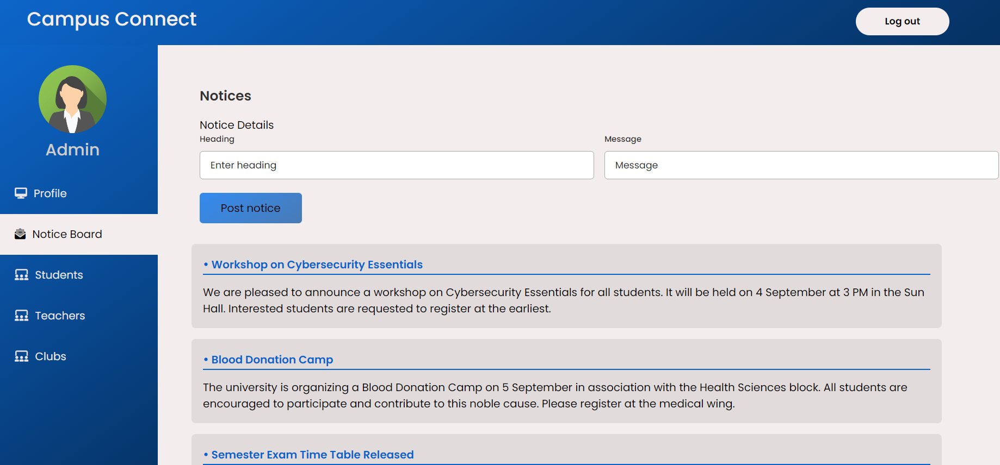 Campus Connect
Log out
Admin
Profile
Notice Board
Students
Teachers
Clubs
Notices
Notice Details
Heading
Message
Enter heading
Message
Post notice
• Workshop on Cybersecurity Essentials
We are pleased to announce a workshop on Cybersecurity Essentials for all students. It will be held on 4 September at 3 PM in the Sun
Hall. Interested students are requested to register at the earliest.
• Blood Donation Camp
The university is organizing a Blood Donation Camp on 5 September in association with the Health Sciences block. All students are
encouraged to participate and contribute to this noble cause. Please register at the medical wing.
• Semester Exam Time Table Released